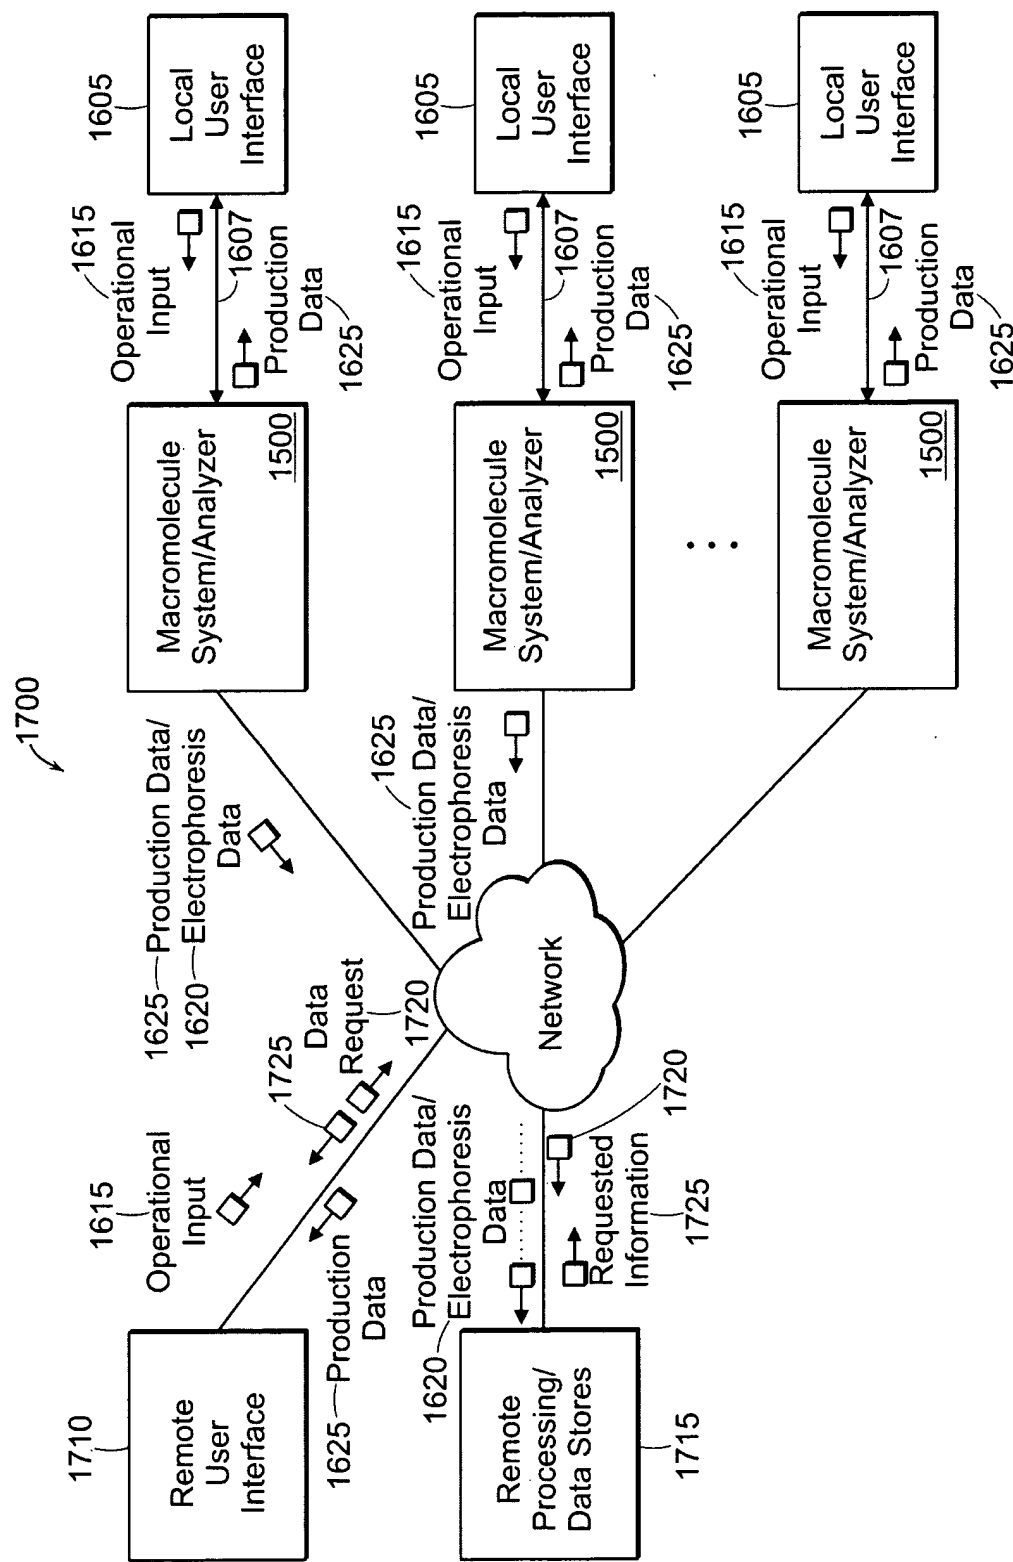 1700
1710
Remote
User
Interface
1615
Operational
Input
1625
Production
Data
1725
Data
Request
1720
1625
Production Data/
1620
Electrophoresis
Data
Macromolecule
System/Analyzer
1500
1615
Operational
Input
1607
Production
Data
1625
1605
Local
User
Interface
Remote
Processing/
Data Stores
1715
Production Data/
1620
Electrophoresis
Data
Requested
Information
1725
1720
Network
1625
Production Data/
Electrophoresis
Data
Macromolecule
System/Analyzer
1500
1615
Operational
Input
1607
Production
Data
1625
1605
Local
User
Interface
Macromolecule
System/Analyzer
1500
1615
Operational
Input
1607
Production
Data
1625
1605
Local
User
Interface